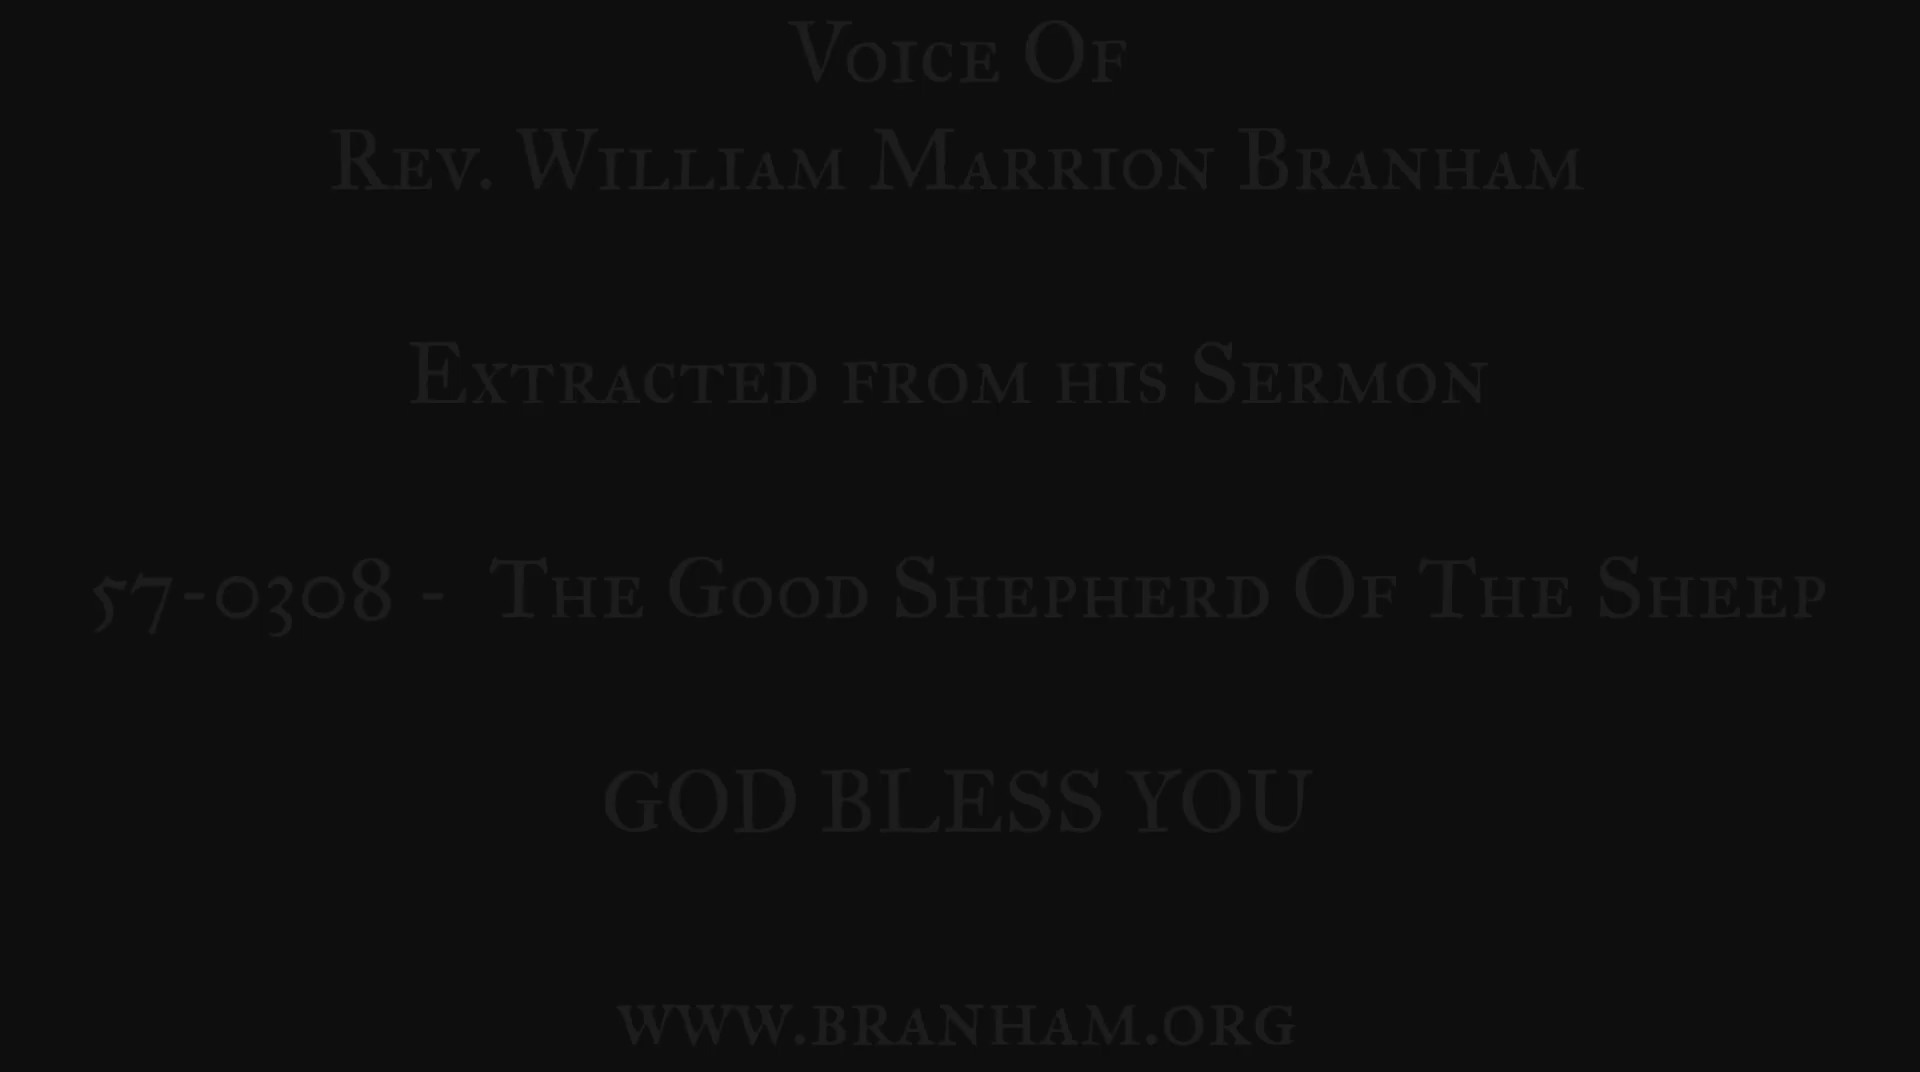 Voice Of
Rev. William Marrion Branham
Extracted from his Sermon
57-0308 - The Good Shepherd Of The Sheep
GOD BLESS YOU
www.branham.org